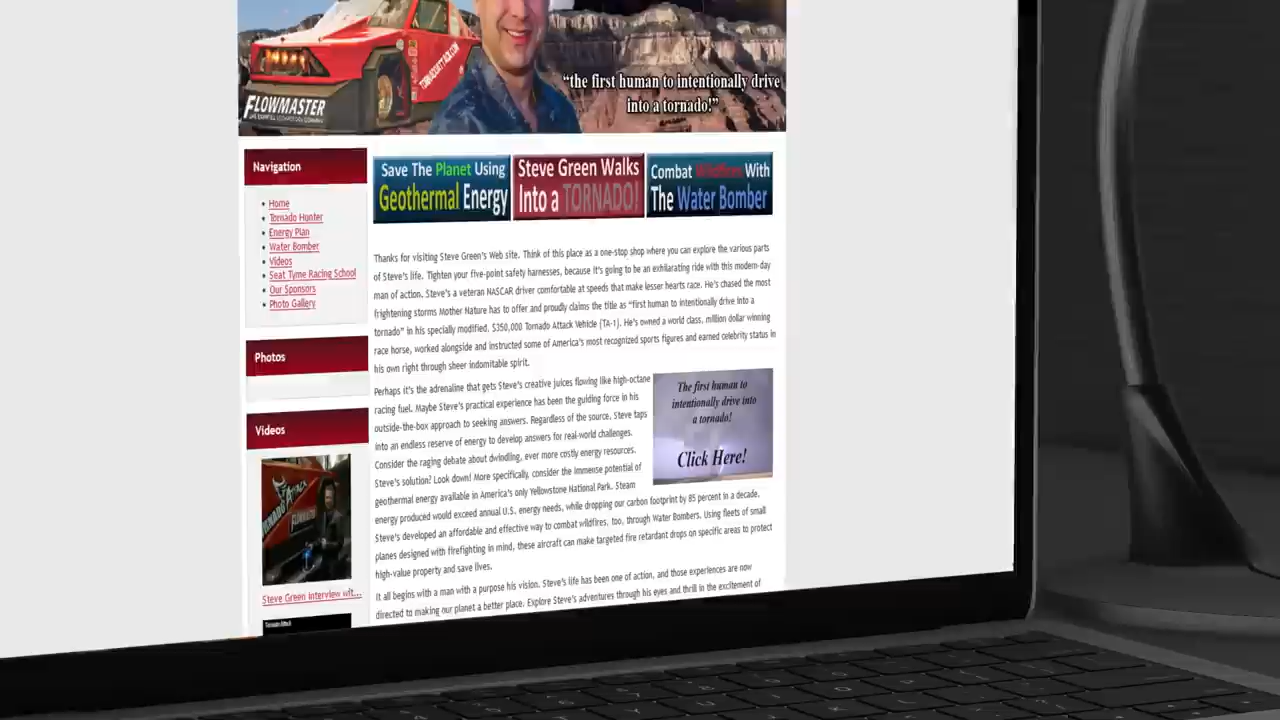 “the first human to intentionally drive
into a tornado!”
TORNADOATTACK.COM
FLOWMASTER
Navigation
Home
Tornado Hunter
Energy Plan
Water Bomber
Videos
Seat Tyme Racing School
Our Sponsors
Photo Gallery
Photos
Videos
Steve Green interview wit...
Save The Planet Using
Geothermal Energy
Steve Green Walks
Into a TORNADO!
Combat Wildfires With
The Water Bomber
Thanks for visiting Steve Green's Web site. Think of this place as a one-stop shop where you can explore the various parts
of Steve's life. Tighten your five-point safety harnesses, because it's going to be an exhilarating ride with this modern-day
man of action. Steve's a veteran NASCAR driver comfortable at speeds that make lesser hearts race. He's chased the most
frightening storms Mother Nature has to offer and proudly claims the title as “first human to intentionally drive into a
tornado” in his specially modified, $350,000 Tornado Attack Vehicle (TA-1). He's owned a world class, million dollar winning
race horse, worked alongside and instructed some of America's most recognized sports figures and earned celebrity status in
his own right through sheer indomitable spirit.
Perhaps it's the adrenaline that gets Steve's creative juices flowing like high-octane
racing fuel. Maybe Steve's practical experience has been the guiding force in his
outside-the-box approach to seeking answers. Regardless of the source, Steve taps
into an endless reserve of energy to develop answers for real-world challenges.
Consider the raging debate about dwindling, ever more costly energy resources.
Steve's solution? Look down! More specifically, consider the immense potential of
geothermal energy available in America's only Yellowstone National Park. Steam
energy produced would exceed annual U.S. energy needs, while dropping our carbon footprint by 85 percent in a decade.
Steve's developed an affordable and effective way to combat wildfires, too, through Water Bombers. Using fleets of small
planes designed with firefighting in mind, these aircraft can make targeted fire retardant drops on specific areas to protect
high-value property and save lives.
The first human to
intentionally drive into
a tornado!
Click Here!
It all begins with a man with a purpose his vision. Steve's life has been one of action, and those experiences are now
directed to making our planet a better place. Explore Steve's adventures through his eyes and thrill in the excitement of